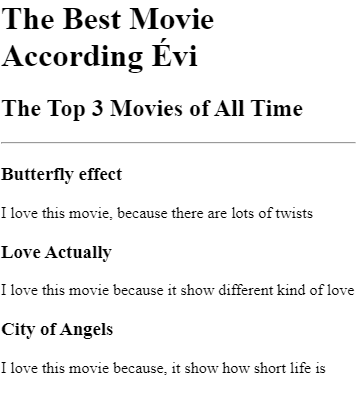 The Best Movie
According Évi
The Top 3 Movies of All Time
Butterfly effect
I love this movie, because there are lots of twists
Love Actually
I love this movie because it show different kind of love
City of Angels
I love this movie because, it show how short life is